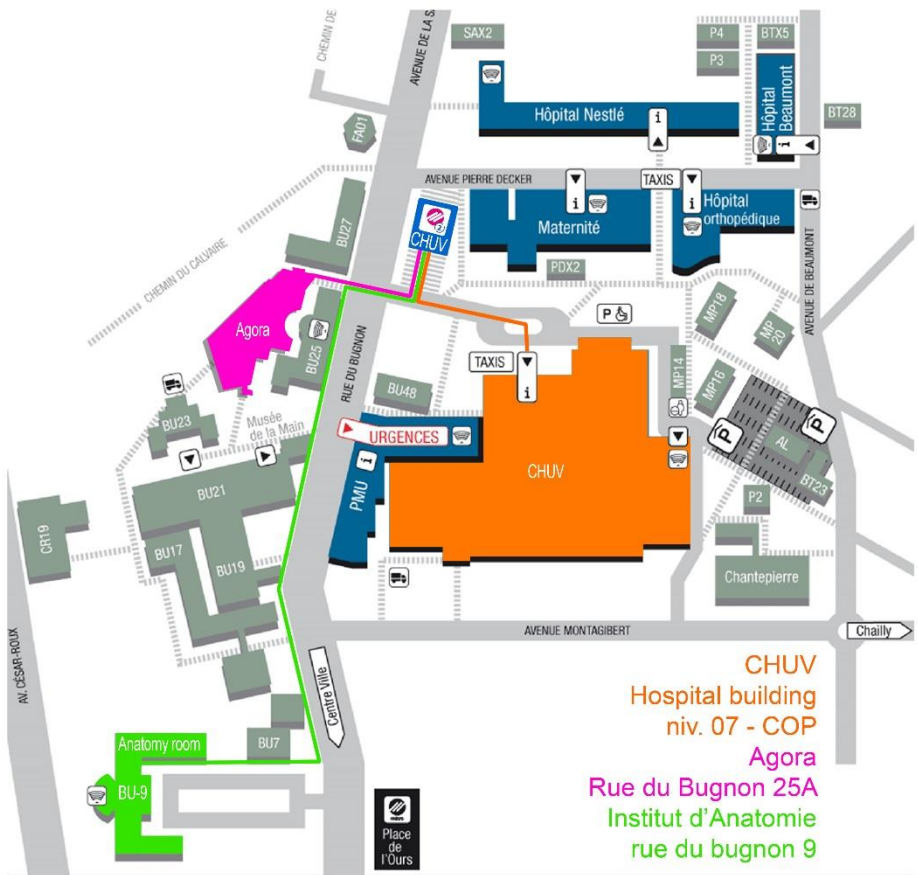 CHEMIN DE
AVENUE DE LA S
SAX2
P4
BTX5
P3
Hôpital Nestlé
i
Hôpital
Beaumont
i
BT28
FA01
AVENUE PIERRE DECKER
TAXIS
i
i
Maternité
Hôpital
orthopédique
BU27
CHUV
PDX2
CHEMIN DU CALVAIRE
AVENUE DE BEAUMONT
Agora
BU25
RUE DU BUGNON
P
MP18
MP
20
TAXIS
i
MP14
MP16
BU48
BU23
Musée
de la Main
URGENCES
i
PMU
CHUV
P
P
AL
BT23
BU21
P2
CR19
BU17
BU19
Chantepierre
AVENUE MONTAGIBERT
Chailly
AV. CÉSAR-ROUX
Centre Ville
CHUV
Hospital building
niv. 07 - COP
Agora
Rue du Bugnon 25A
Institut d'Anatomie
rue du bugnon 9
Anatomy room
BU7
BU-9
Place
de
l'Ours